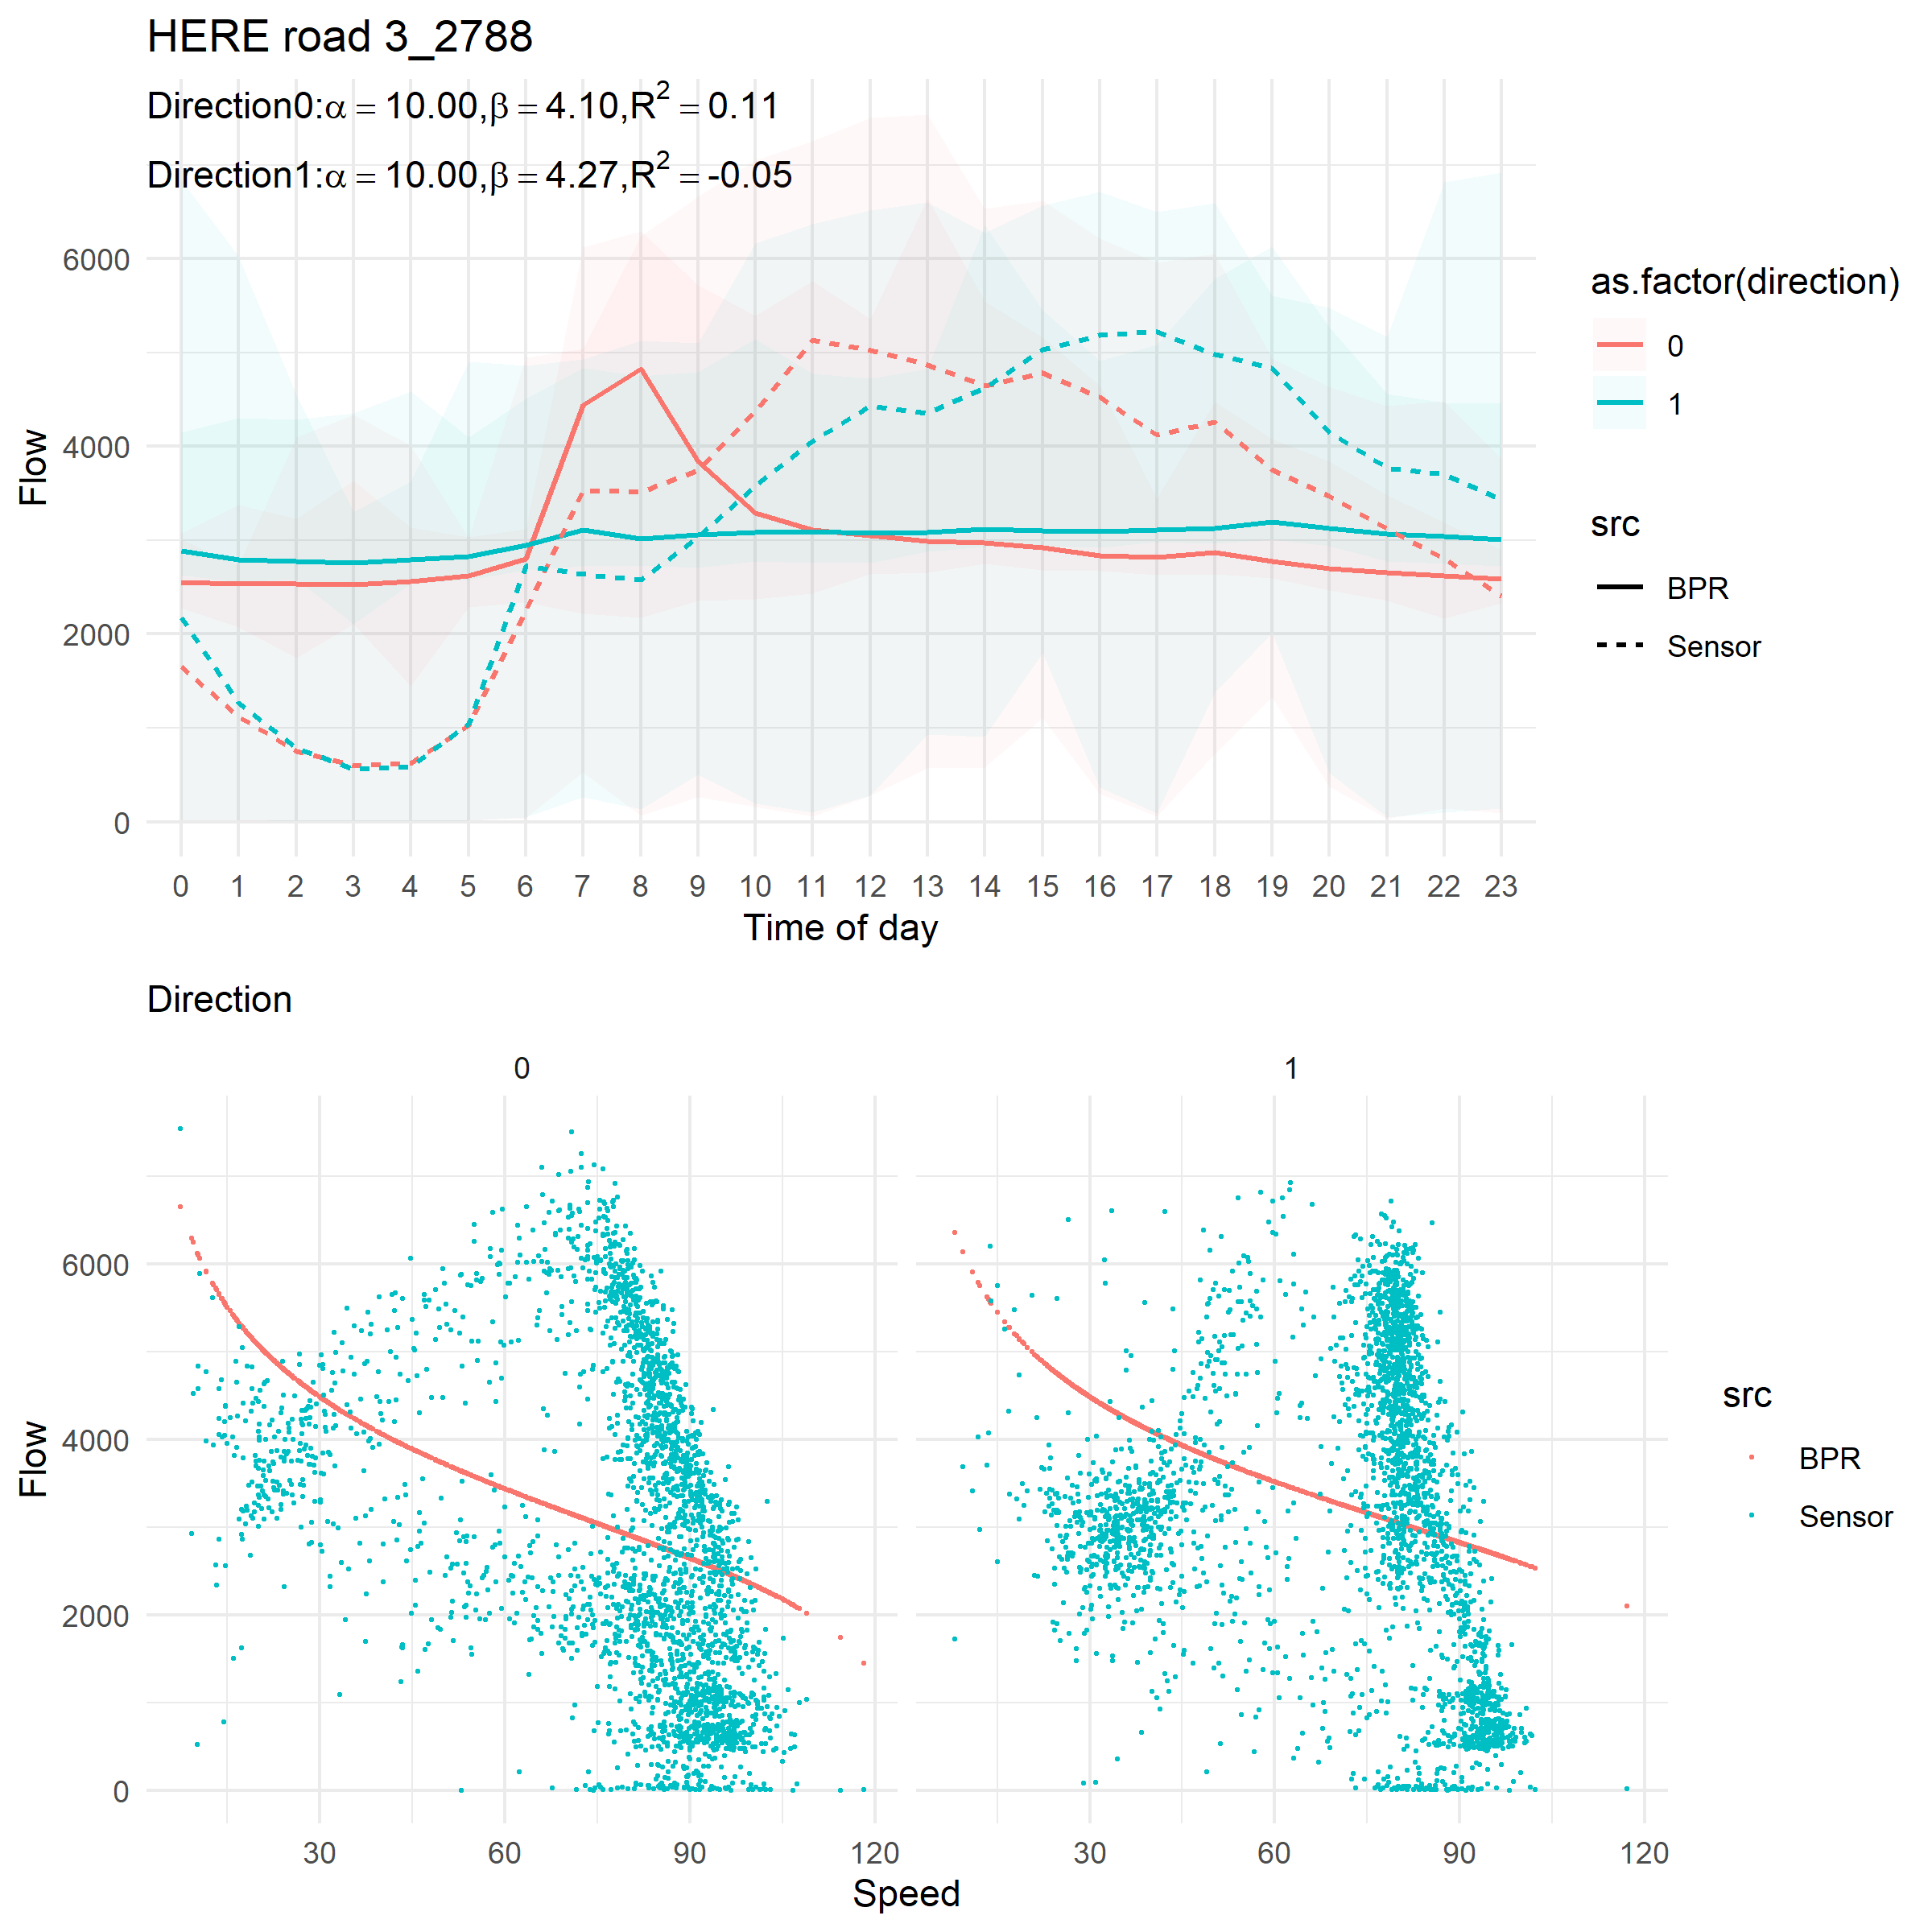 HERE road 3_2788
Direction0:α = 10.00,β = 4.10,R² = 0.11
Direction1:α = 10.00,β = 4.27,R² = -0.05
6000
4000
2000
0
Flow
0 1 2 3 4 5 6 7 8 9 10 11 12 13 14 15 16 17 18 19 20 21 22 23
Time of day
as.factor(direction)
0
1
src
BPR
Sensor
Direction
0 1
6000
4000
2000
0
Flow
30 60 90 120 30 60 90 120
Speed
src
BPR
Sensor